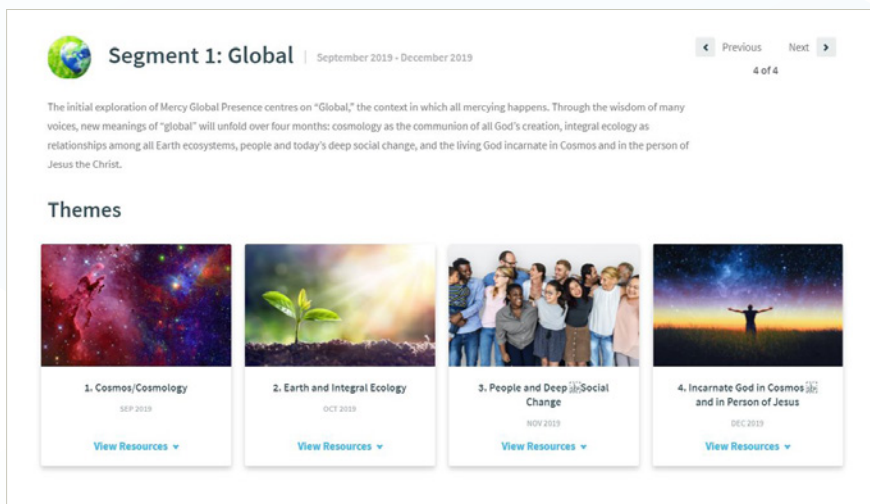 Segment 1: Global | September 2019 - December 2019
Previous Next
4 of 4
The initial exploration of Mercy Global Presence centres on “Global,” the context in which all mercying happens. Through the wisdom of many
voices, new meanings of “global” will unfold over four months: cosmology as the communion of all God’s creation, integral ecology as
relationships among all Earth ecosystems, people and today’s deep social change, and the living God incarnate in Cosmos and in the person of
Jesus the Christ.
Themes
1. Cosmos/Cosmology
SEP 2019
View Resources
2. Earth and Integral Ecology
OCT 2019
View Resources
3. People and Deep Social
Change
NOV 2019
View Resources
4. Incarnate God in Cosmos
and in Person of Jesus
DEC 2019
View Resources